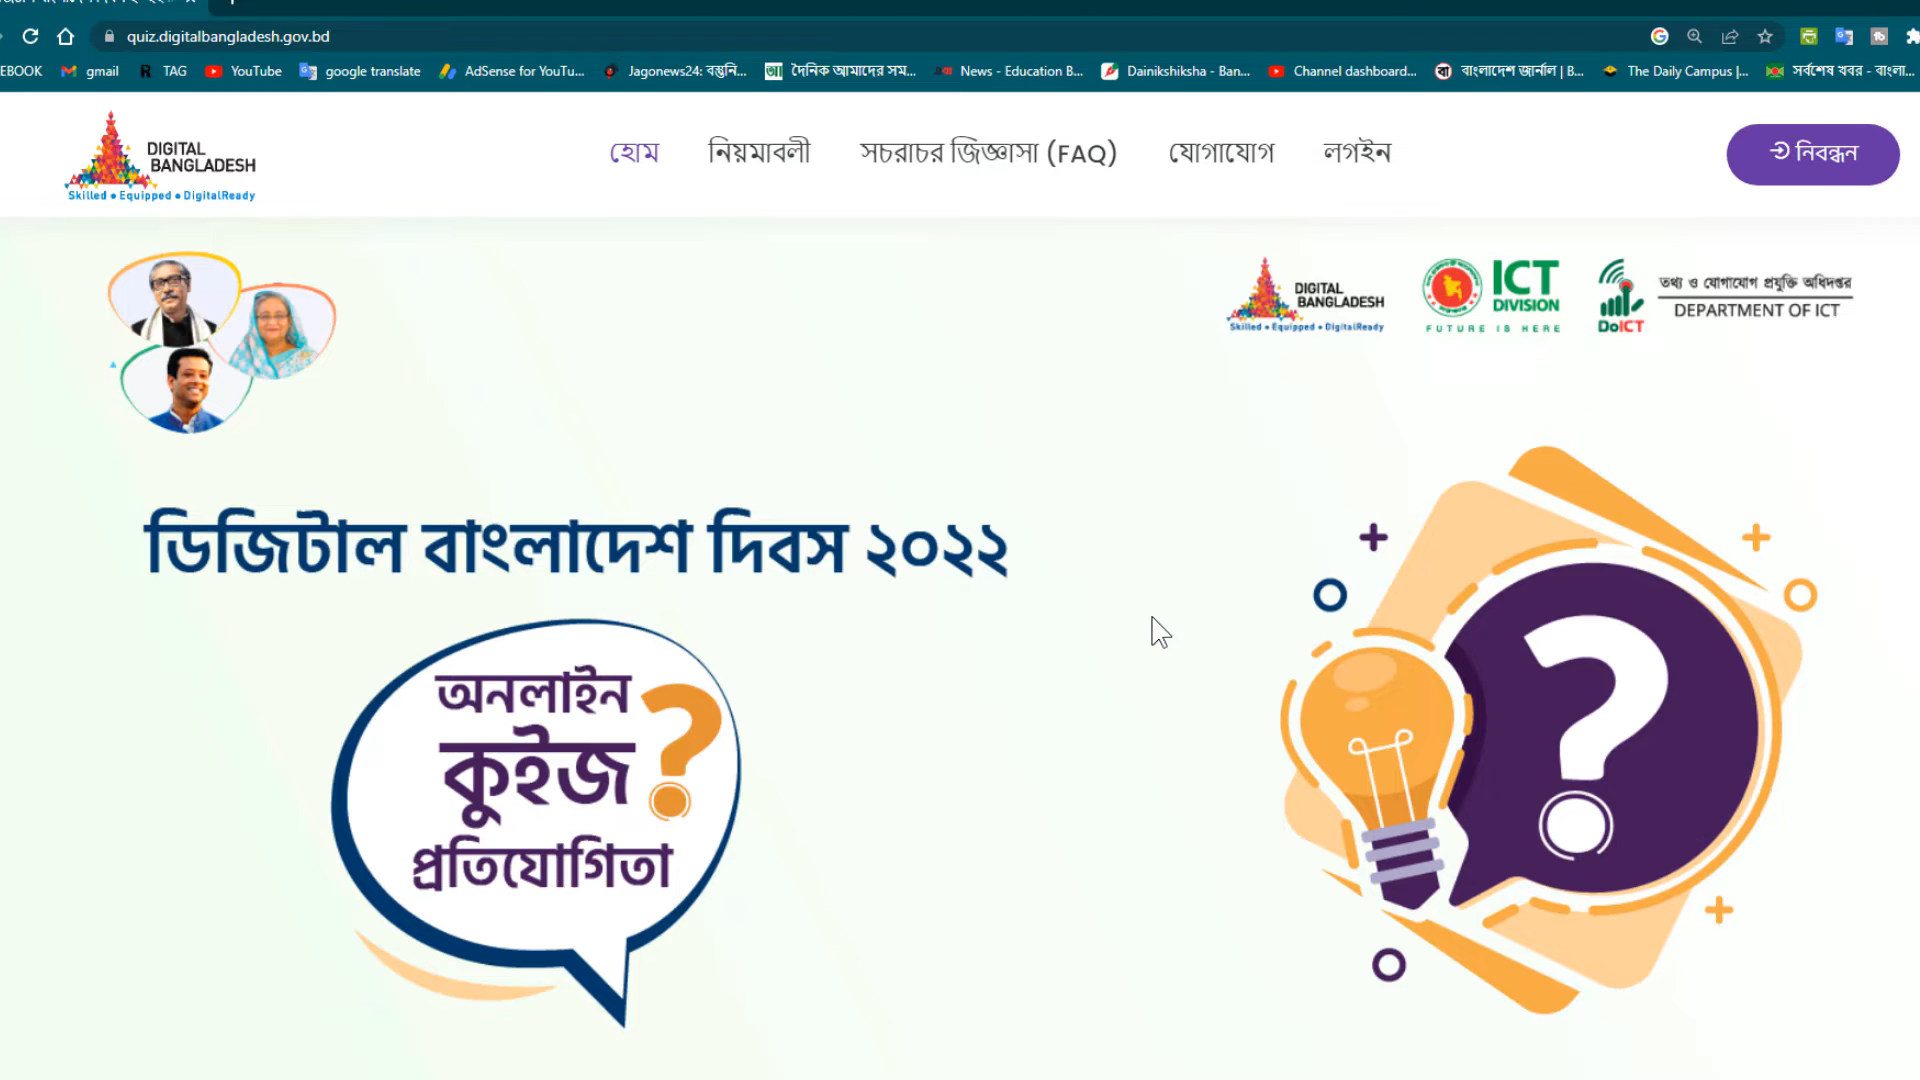 quiz.digitalbangladesh.gov.bd
EBOOK gmail TAG YouTube google translate AdSense for YouTu... Jagonews24: বস্তুনি... দৈনিক আমাদের সম... News - Education B... Dainikshiksha - Ban... Channel dashboard... বাংলাদেশ জার্নাল | B... The Daily Campus |... সর্বশেষ খবর - বাংলা...
DIGITAL
BANGLADESH
Skilled • Equipped • DigitalReady
হোম নিয়মাবলী সচরাচর জিজ্ঞাসা (FAQ) যোগাযোগ লগইন
নিবন্ধন
DIGITAL
BANGLADESH
Skilled • Equipped • DigitalReady
ICT
DIVISION
FUTURE IS HERE
DoICT
তথ্য ও যোগাযোগ প্রযুক্তি অধিদপ্তর
DEPARTMENT OF ICT
ডিজিটাল বাংলাদেশ দিবস ২০২২
অনলাইন
কুইজ
প্রতিযোগিতা
?
?